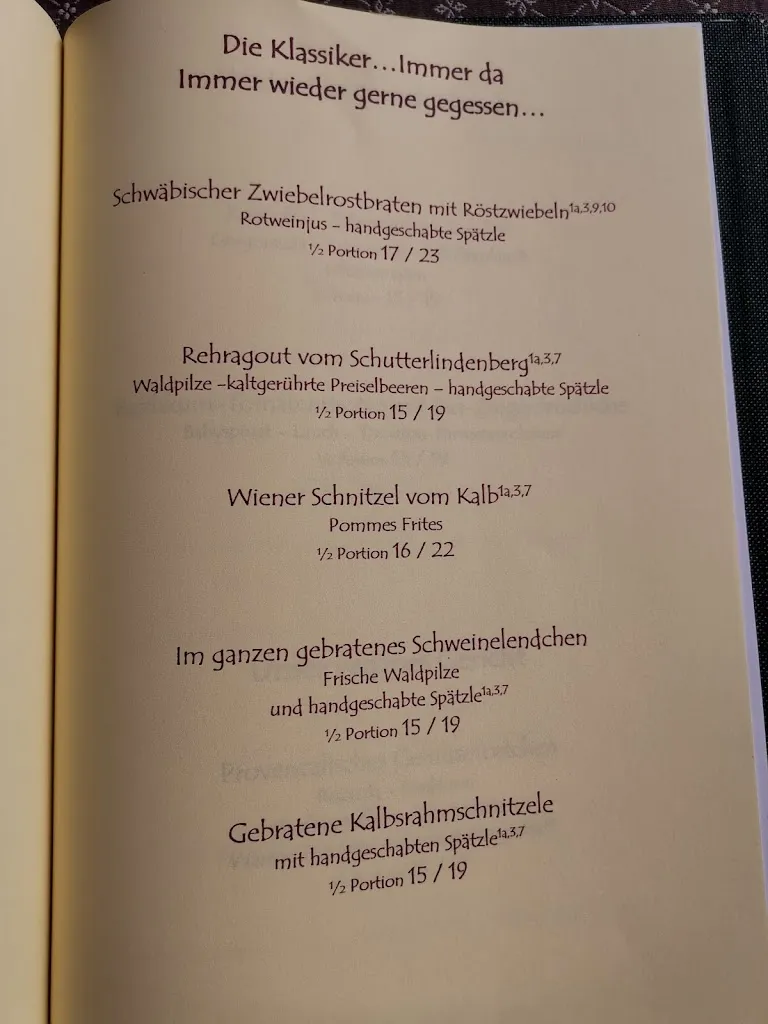 Die Klassiker...Immer da
Immer wieder gerne gegessen...
Schwäbischer Zwiebelrostbraten mit Röstzwiebeln1a,3,9,10
Rotweinjus – handgeschabte Spätzle
½ Portion 17 / 23
Rehragout vom Schutterlindenberg1a,3,7
Waldpilze –kaltgerührte Preiselbeeren – handgeschabte Spätzle
½ Portion 15 / 19
Wiener Schnitzel vom Kalb1a,3,7
Pommes Frites
½ Portion 16 / 22
Im ganzen gebratenes Schweinelendchen
Frische Waldpilze
und handgeschabte Spätzle1a,3,7
½ Portion 15 / 19
Gebratene Kalbsrahmschnitzele
mit handgeschabten Spätzle1a,3,7
½ Portion 15 / 19